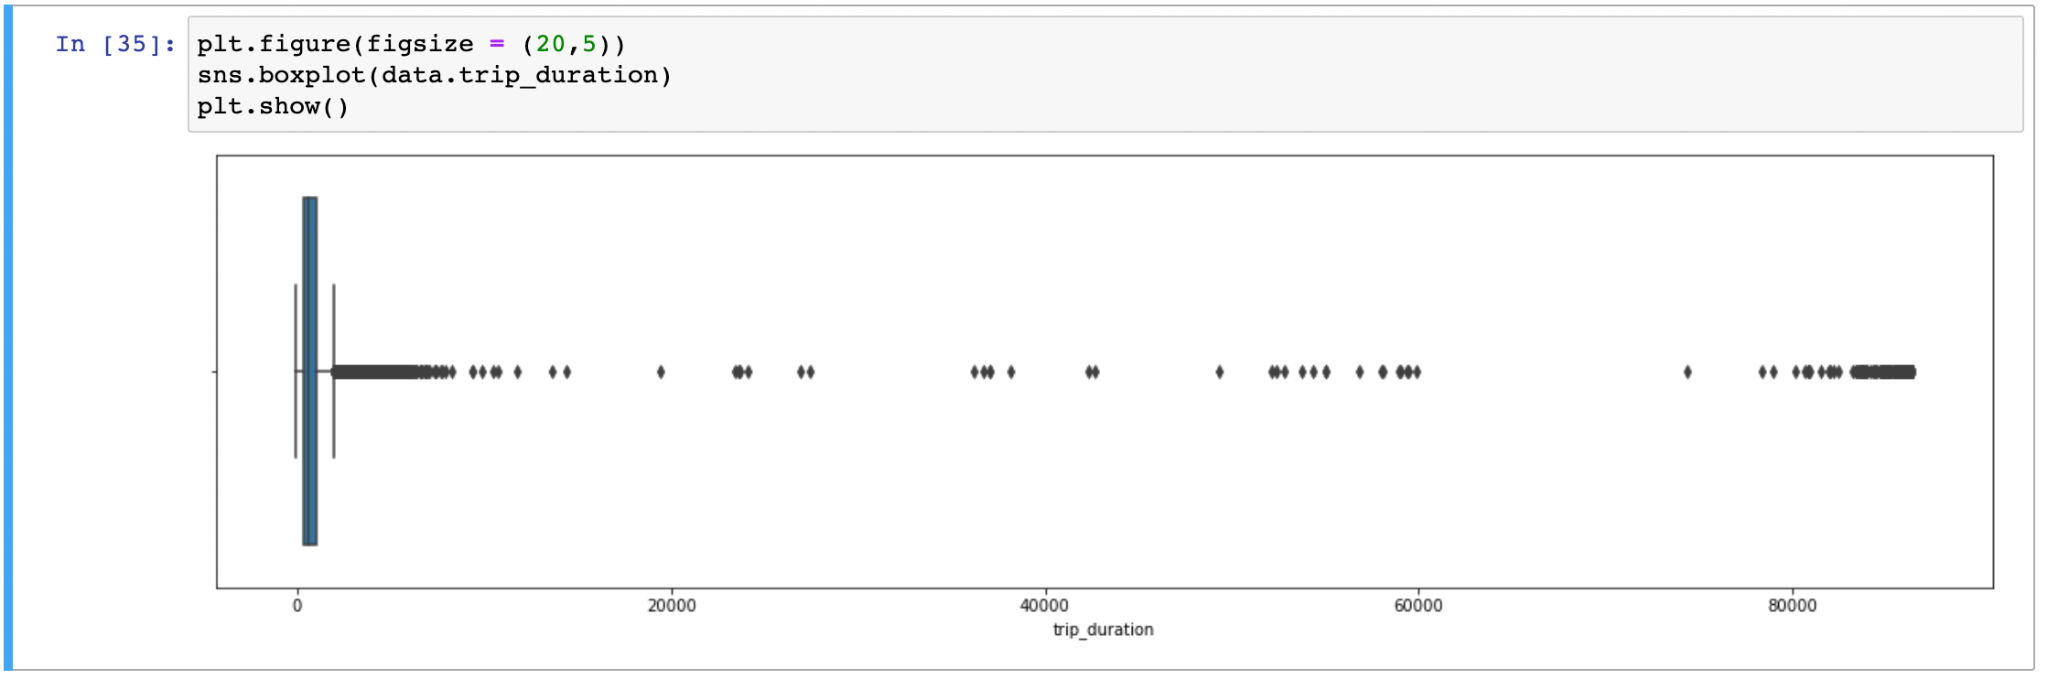 In [35]: plt.figure(figsize = (20,5))
sns.boxplot(data.trip_duration)
plt.show()
0 20000 40000 60000 80000
trip_duration